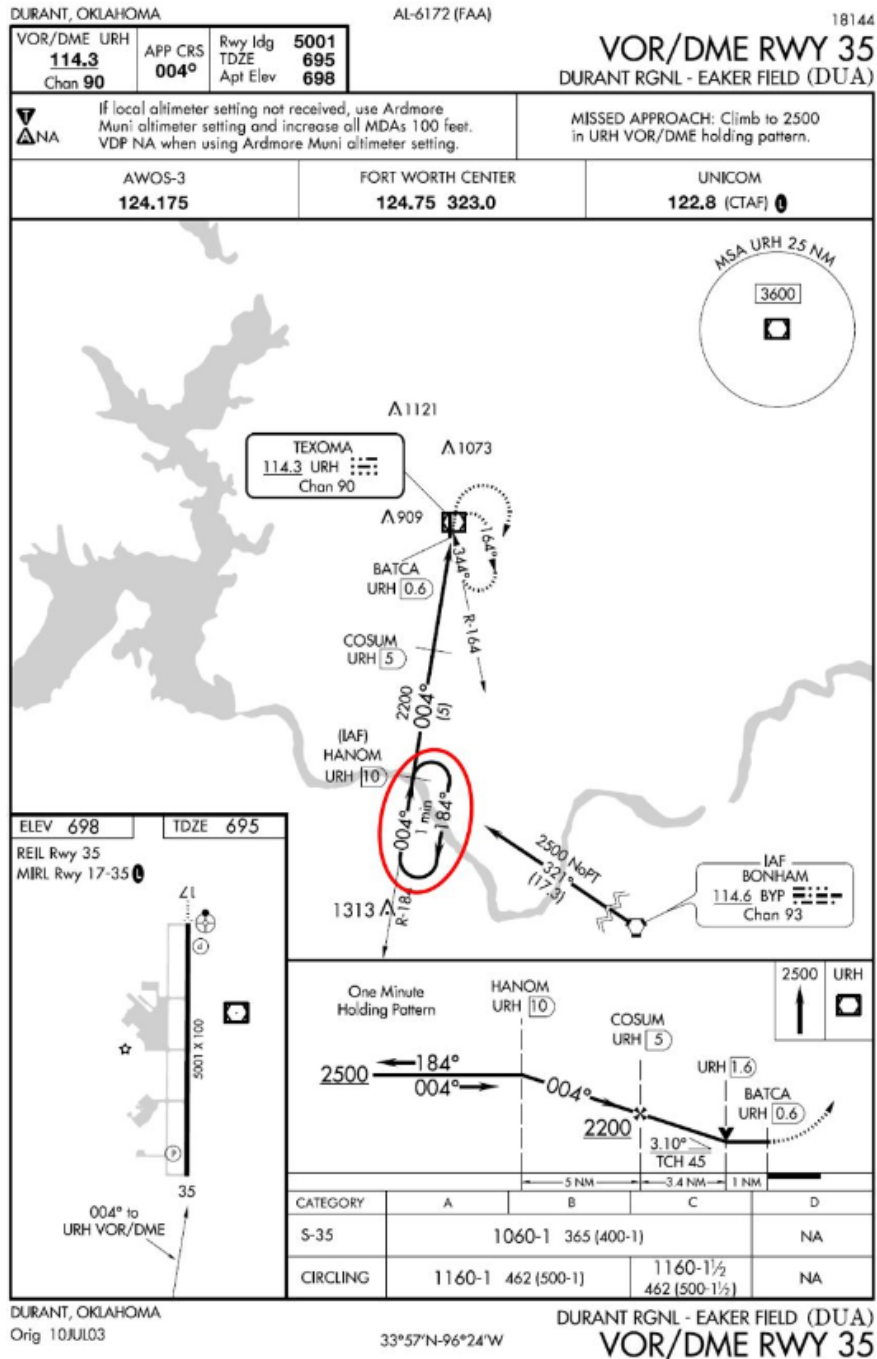 DURANT, OKLAHOMA
AL-6172 (FAA)
18144
VOR/DME URH
114.3
Chan 90
APP CRS
004°
Rwy ldg 5001
TDZE 695
Apt Elev 698
VOR/DME RWY 35
DURANT RGNL - EAKER FIELD (DUA)
T
A NA
If local altimeter setting not received, use Ardmore
Muni altimeter setting and increase all MDAs 100 feet.
VDP NA when using Ardmore Muni altimeter setting.
MISSED APPROACH: Climb to 2500
in URH VOR/DME holding pattern.
AWOS-3
124.175
FORT WORTH CENTER
124.75 323.0
UNICOM
122.8 (CTAF) L
MSA URH 25 NM
3600
1121
TEXOMA
114.3 URH
Chan 90
1073
909
164°
344°
R-164
BATCA
URH 0.6
COSUM
URH 5
2200
004°
(5)
(IAF)
HANOM
URH 10
004°
1 min
184°
1313
R-184
2500 NoPT
321°
(17.3)
IAF
BONHAM
114.6 BYP
Chan 93
ELEV 698
TDZE 695
REIL Rwy 35
MIRL Rwy 17-35 L
17
5001 X 100
P
35
004° to
URH VOR/DME
One Minute
Holding Pattern
HANOM
URH 10
COSUM
URH 5
2500
URH
URH 1.6
BATCA
URH 0.6
2500
184°
004°
004°
2200
3.10°
TCH 45
5 NM
3.4 NM
1 NM
CATEGORY A B C D
S-35 1060-1 365 (400-1) NA
CIRCLING 1160-1 462 (500-1) 1160-1½ 462 (500-1½) NA
DURANT, OKLAHOMA
Orig 10JUL03
33°57'N-96°24'W
DURANT RGNL - EAKER FIELD (DUA)
VOR/DME RWY 35